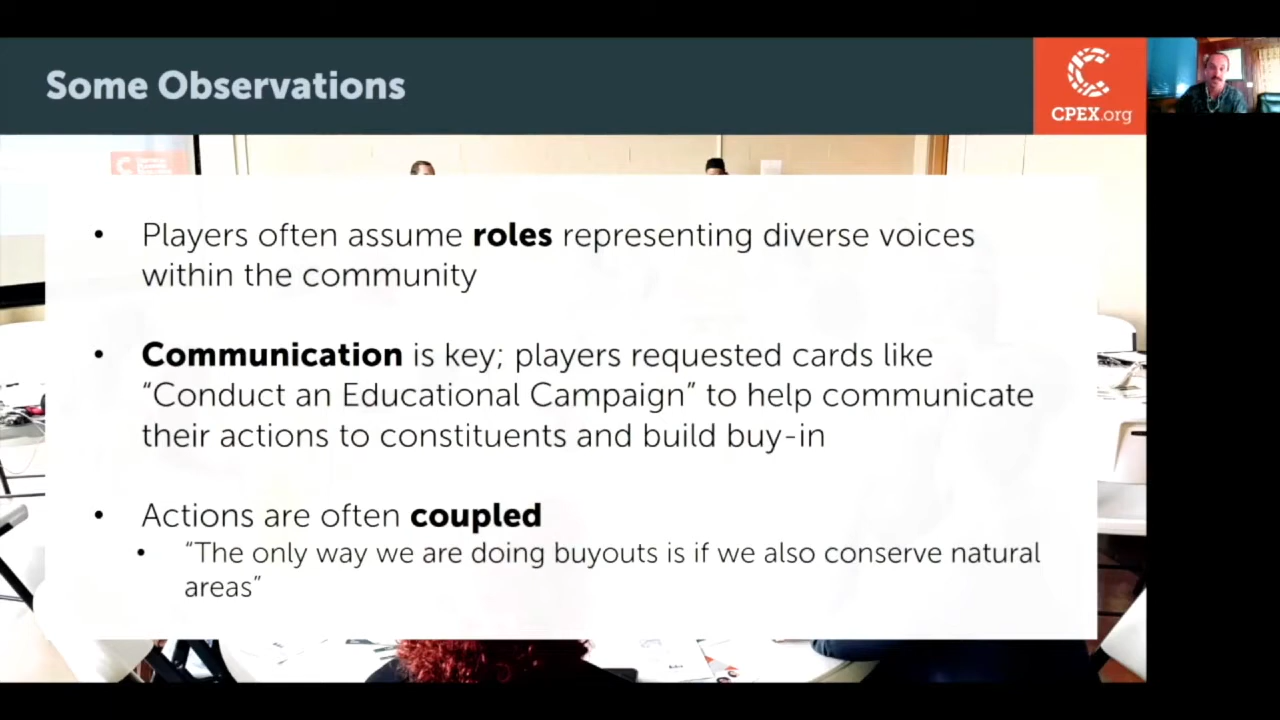 Some Observations
CPEX.org
• Players often assume roles representing diverse voices
within the community
• Communication is key; players requested cards like
“Conduct an Educational Campaign” to help communicate
their actions to constituents and build buy-in
• Actions are often coupled
• “The only way we are doing buyouts is if we also conserve natural
areas”